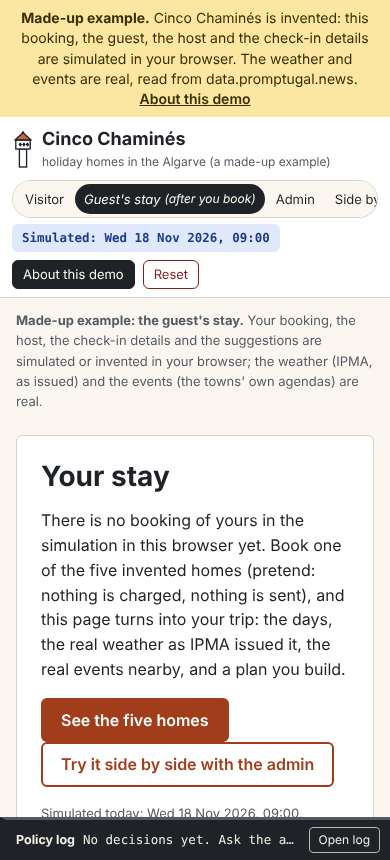 Made-up example. Cinco Chaminés is invented: this
booking, the guest, the host and the check-in details
are simulated in your browser. The weather and
events are real, read from data.promptugal.news.
About this demo
Cinco Chaminés
holiday homes in the Algarve (a made-up example)
Visitor Guest's stay (after you book) Admin Side by
Simulated: Wed 18 Nov 2026, 09:00
About this demo Reset
Made-up example: the guest's stay. Your booking, the
host, the check-in details and the suggestions are
simulated or invented in your browser; the weather (IPMA,
as issued) and the events (the towns' own agendas) are
real.
Your stay
There is no booking of yours in the
simulation in this browser yet. Book one
of the five invented homes (pretend:
nothing is charged, nothing is sent), and
this page turns into your trip: the days,
the real weather as IPMA issued it, the
real events nearby, and a plan you build.
See the five homes
Try it side by side with the admin
Simulated today: Wed 18 Nov 2026, 09:00
Policy log No decisions yet. Ask the a… Open log